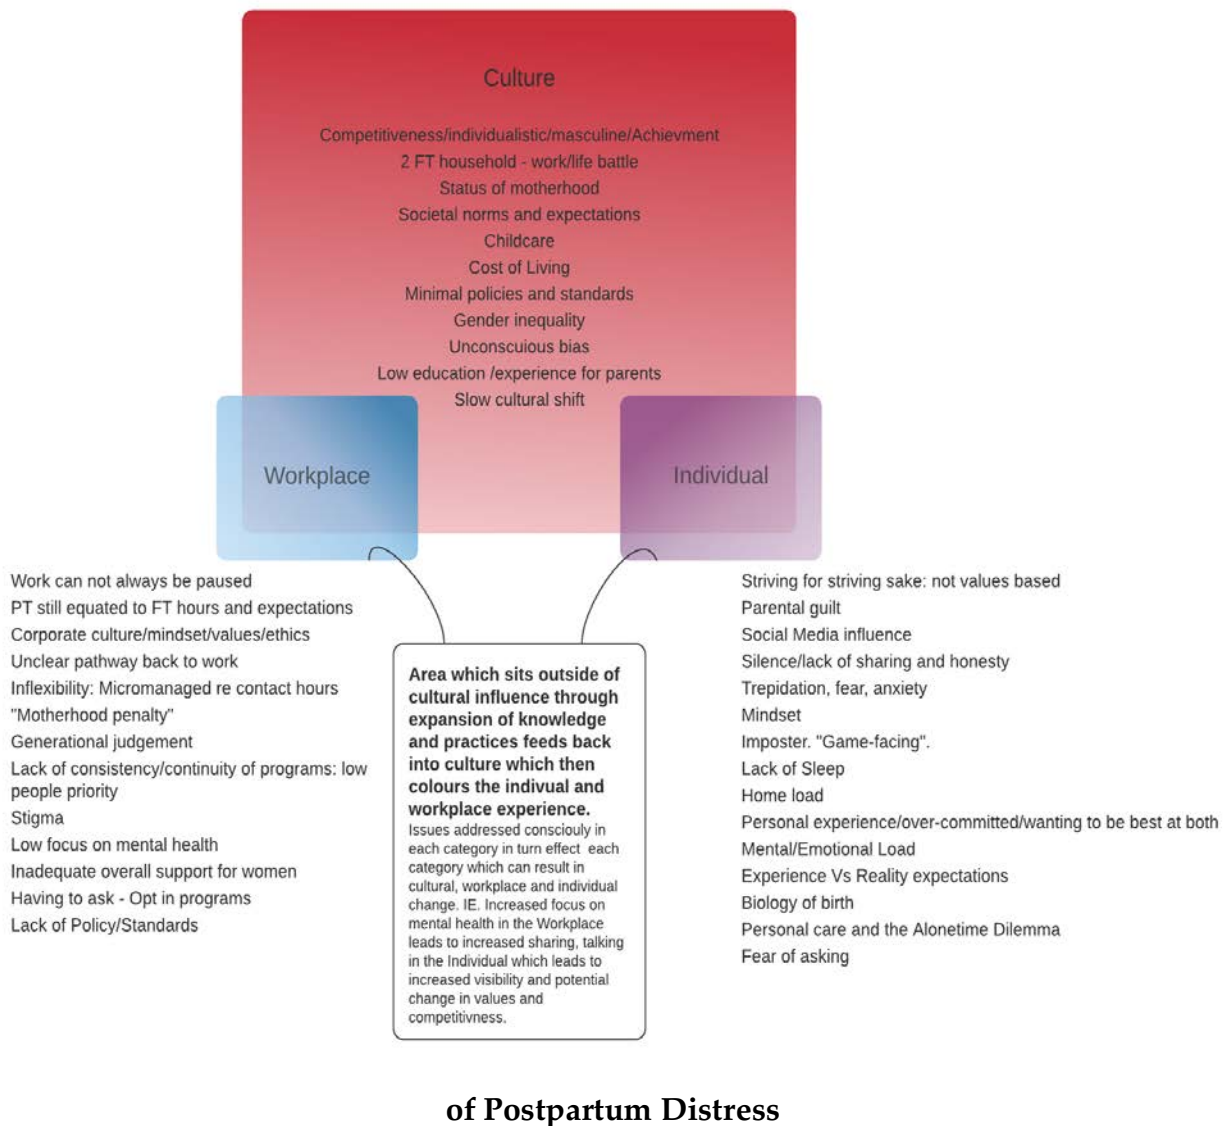 Culture
Competitiveness/individualistic/masculine/Achievment
2 FT household - work/life battle
Status of motherhood
Societal norms and expectations
Childcare
Cost of Living
Minimal policies and standards
Gender inequality
Unconscuious bias
Low education /experience for parents
Slow cultural shift
Workplace
Individual
Work can not always be paused
PT still equated to FT hours and expectations
Corporate culture/mindset/values/ethics
Unclear pathway back to work
Inflexibility: Micromanaged re contact hours
"Motherhood penalty"
Generational judgement
Lack of consistency/continuity of programs: low
people priority
Stigma
Low focus on mental health
Inadequate overall support for women
Having to ask - Opt in programs
Lack of Policy/Standards
Area which sits outside of
cultural influence through
expansion of knowledge
and practices feeds back
into culture which then
colours the indivual and
workplace experience.
Issues addressed consciouly in
each category in turn effect each
category which can result in
cultural, workplace and individual
change. IE. Increased focus on
mental health in the Workplace
leads to increased sharing, talking
in the Individual which leads to
increased visibility and potential
change in values and
competitivness.
Striving for striving sake: not values based
Parental guilt
Social Media influence
Silence/lack of sharing and honesty
Trepidation, fear, anxiety
Mindset
Imposter. "Game-facing".
Lack of Sleep
Home load
Personal experience/over-committed/wanting to be best at both
Mental/Emotional Load
Experience Vs Reality expectations
Biology of birth
Personal care and the Alonetime Dilemma
Fear of asking
of Postpartum Distress